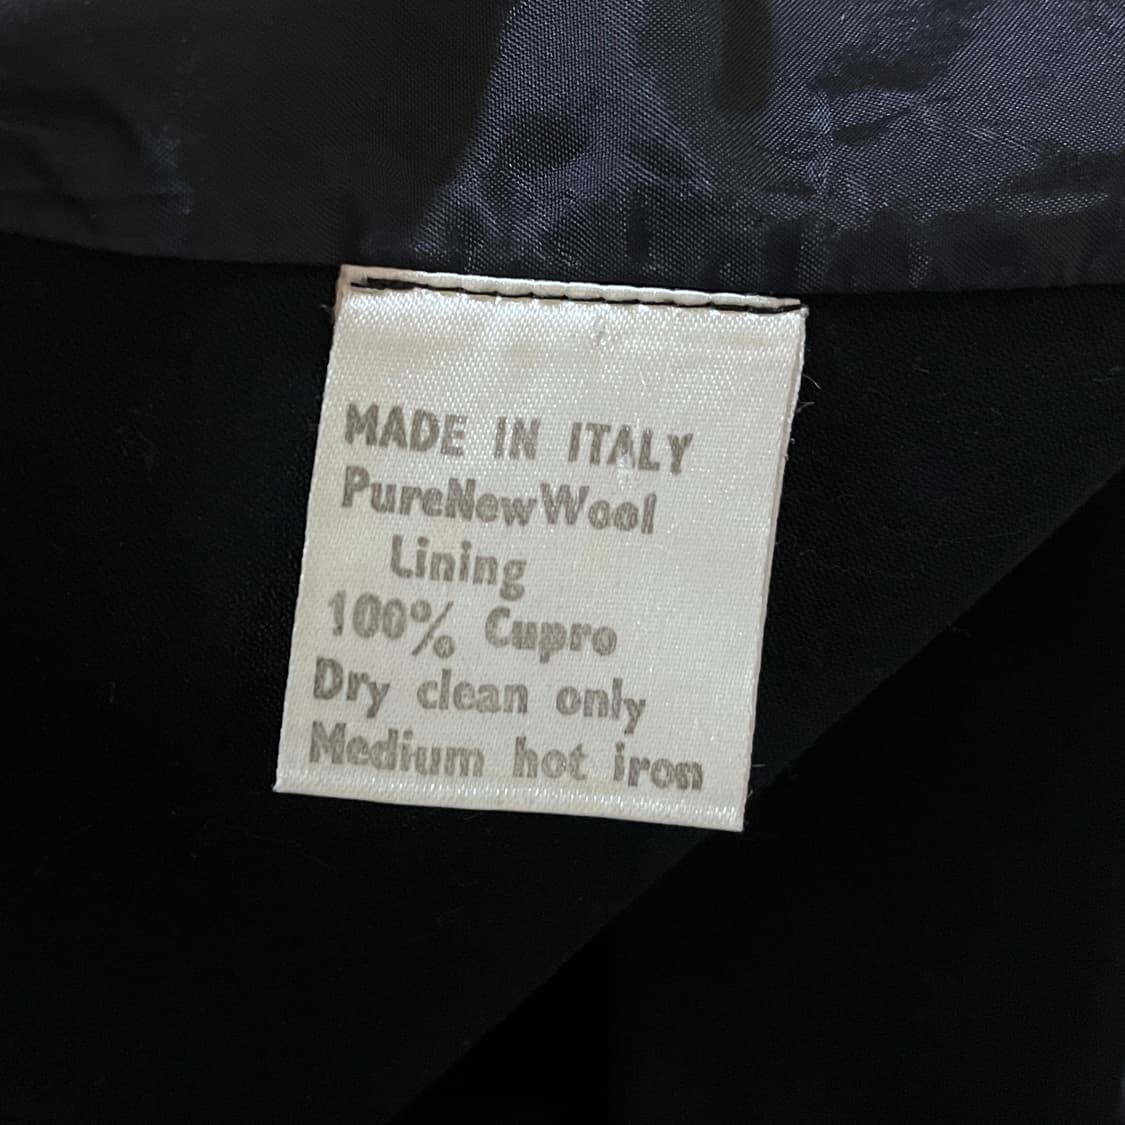 MADE IN ITALY
PureNewWool
Lining
100% Cupro
Dry clean only
Medium hot iron